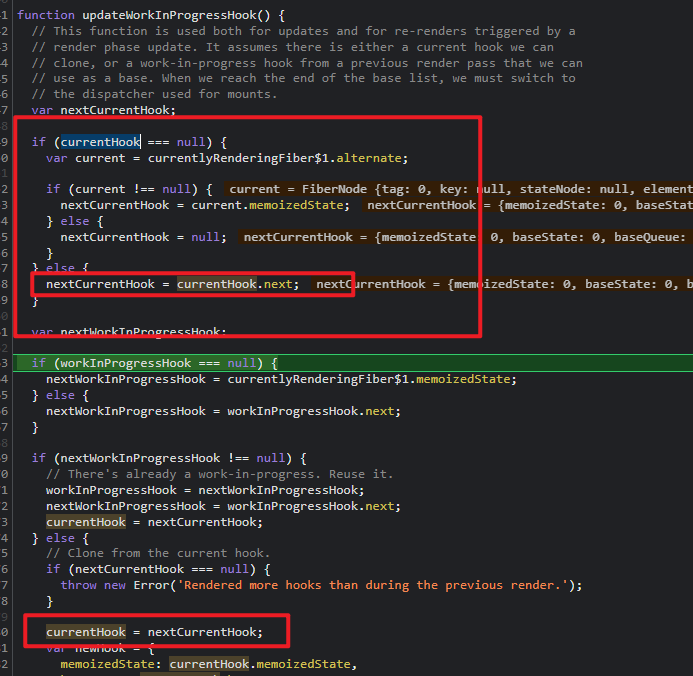 function updateWorkInProgressHook() {
// This function is used both for updates and for re-renders triggered by a
// render phase update. It assumes there is either a current hook we can
// clone, or a work-in-progress hook from a previous render pass that we can
// use as a base. When we reach the end of the base list, we must switch to
// the dispatcher used for mounts.
var nextCurrentHook;
if (currentHook === null) {
var current = currentlyRenderingFiber$1.alternate;
if (current !== null) { current = FiberNode {tag: 0, key: null, stateNode: null, element
nextCurrentHook = current.memoizedState; nextCurrentHook = {memoizedState: 0, baseStat
} else {
nextCurrentHook = null; nextCurrentHook = {memoizedState: 0, baseState: 0, baseQueue:
}
} else {
nextCurrentHook = currentHook.next; nextCurrentHook = {memoizedState: 0, baseState: 0, b
}
var nextWorkInProgressHook;
if (workInProgressHook === null) {
nextWorkInProgressHook = currentlyRenderingFiber$1.memoizedState;
} else {
nextWorkInProgressHook = workInProgressHook.next;
}
if (nextWorkInProgressHook !== null) {
// There's already a work-in-progress. Reuse it.
workInProgressHook = nextWorkInProgressHook;
nextWorkInProgressHook = workInProgressHook.next;
currentHook = nextCurrentHook;
} else {
// Clone from the current hook.
if (nextCurrentHook === null) {
throw new Error('Rendered more hooks than during the previous render.');
}
currentHook = nextCurrentHook;
var newHook = {
memoizedState: currentHook.memoizedState,